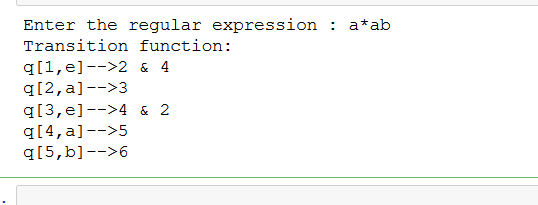 Enter the regular expression : a*ab
Transition function:
q[1,e]-->2 & 4
q[2,a]-->3
q[3,e]-->4 & 2
q[4,a]-->5
q[5,b]-->6